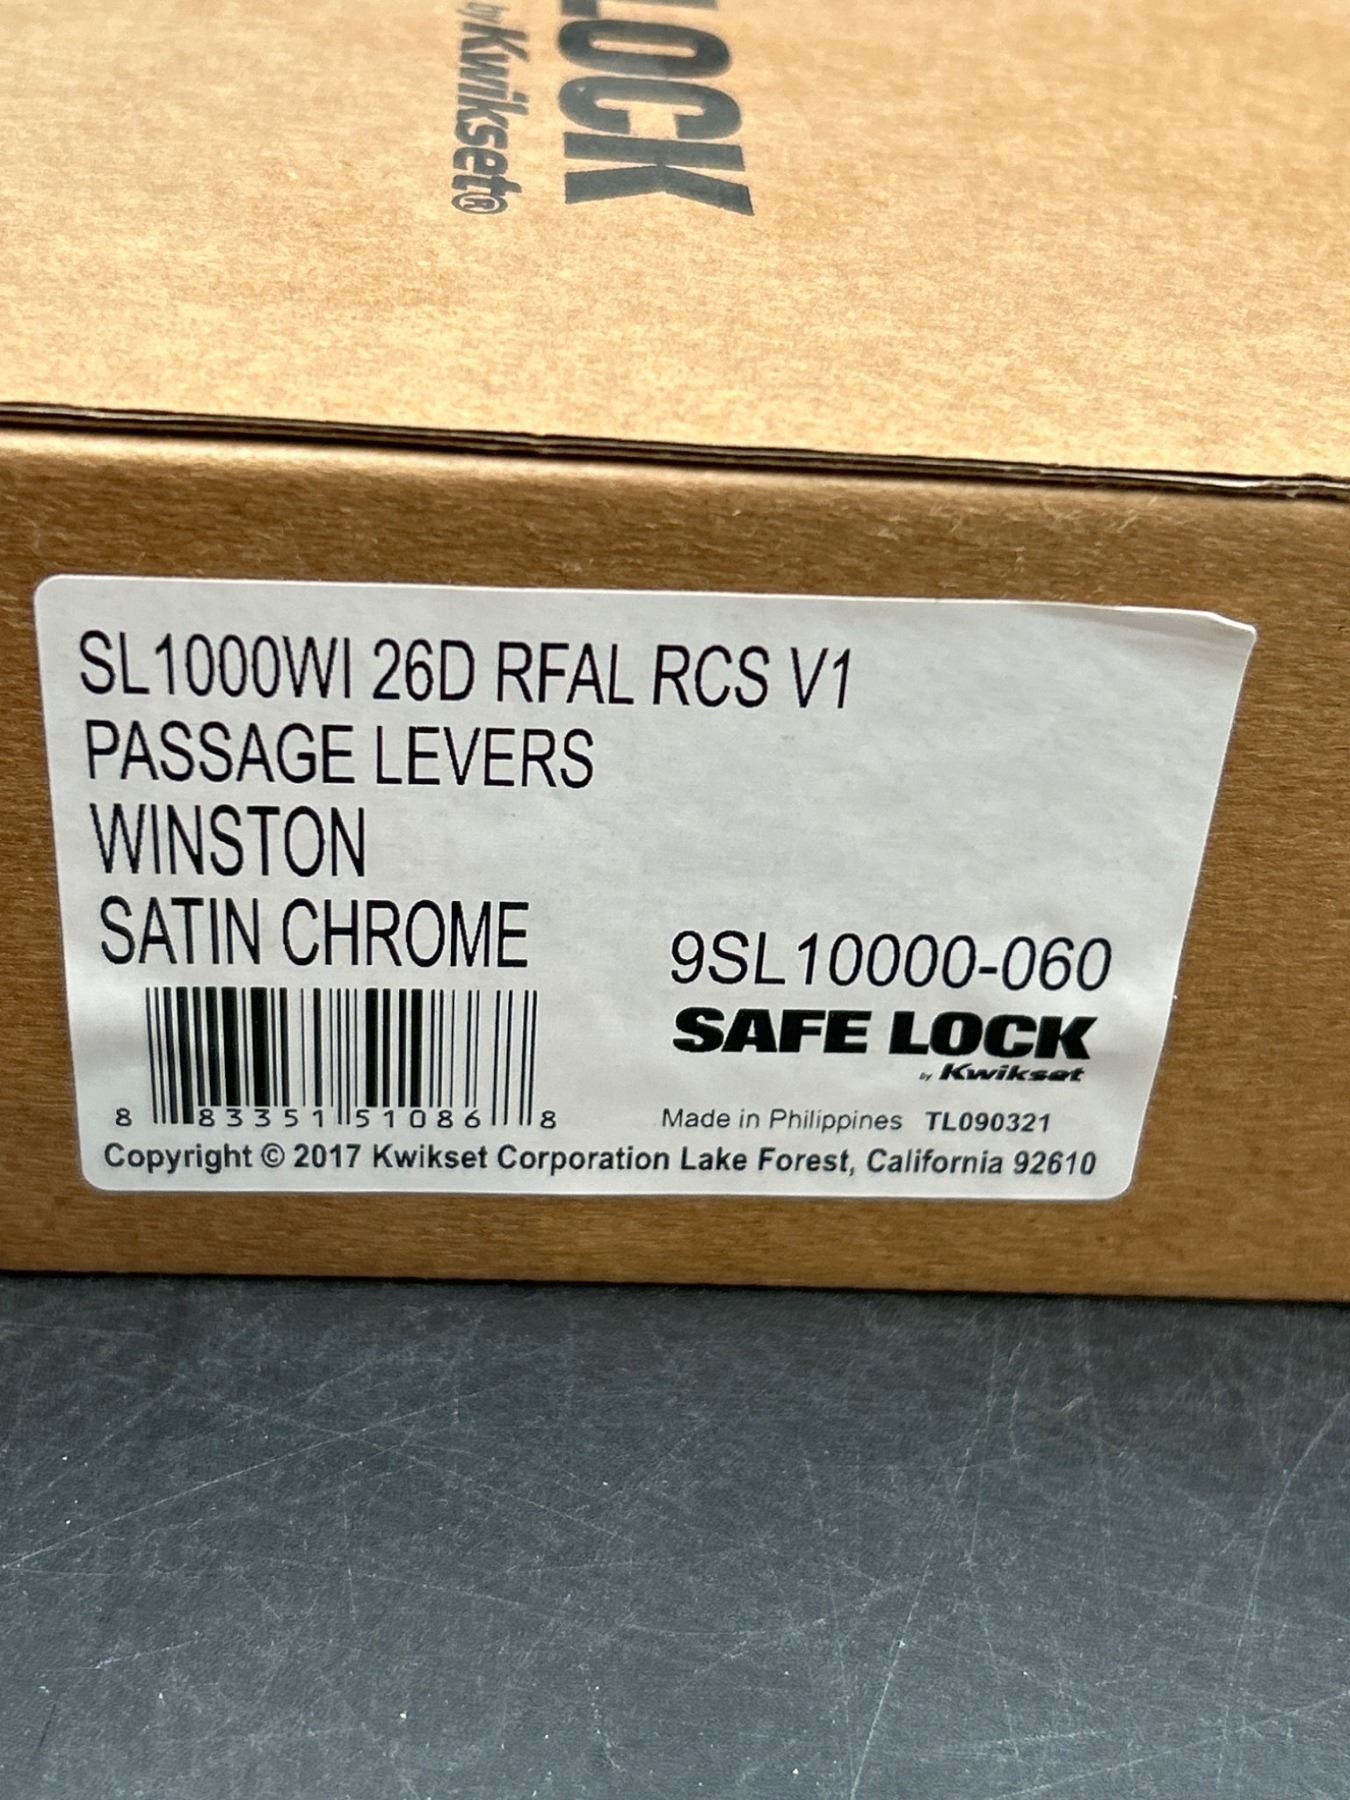 LOCK
by Kwikset®
SL1000WI 26D RFAL RCS V1
PASSAGE LEVERS
WINSTON
SATIN CHROME
9SL10000-060
SAFE LOCK
by Kwikset
8 83351 51086 8
Made in Philippines TL090321
Copyright © 2017 Kwikset Corporation Lake Forest, California 92610